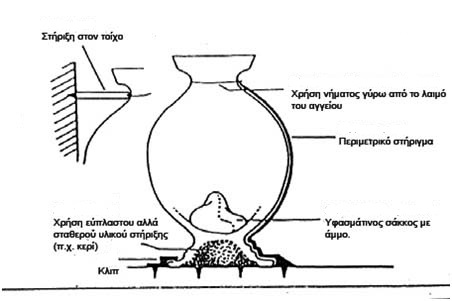 Στήριξη στον τοίχο
Χρήση νήματος γύρω από το λαιμό
του αγγείου
Περιμετρικό στήριγμα
Χρήση εύπλαστου αλλά
σταθερού υλικού στήριξης
(π.χ. κερί)
Υφασμάτινος σάκκος με
άμμο.
Κλιπ